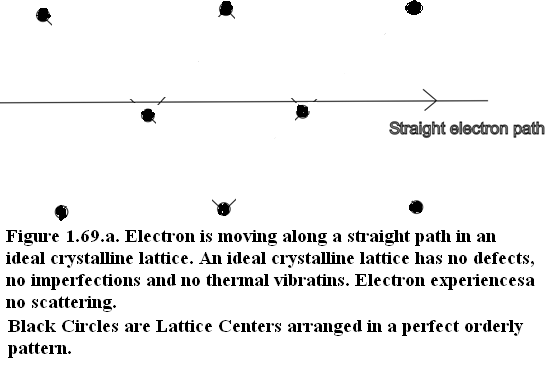 Straight electron path
Figure 1.69.a. Electron is moving along a straight path in an
ideal crystalline lattice. An ideal crystalline lattice has no defects,
no imperfections and no thermal vibratins. Electron experiencesa
no scattering.
Black Circles are Lattice Centers arranged in a perfect orderly
pattern.